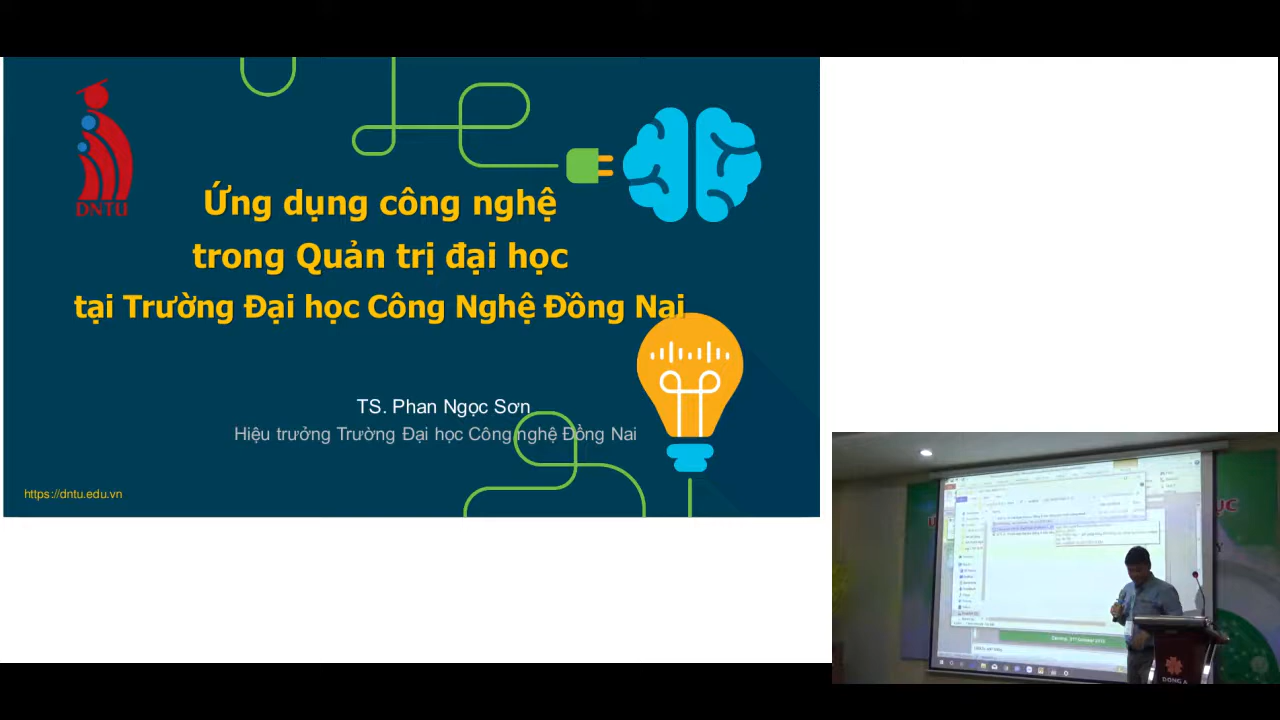 DNTU
Ứng dụng công nghệ
trong Quản trị đại học
tại Trường Đại học Công Nghệ Đồng Nai
TS. Phan Ngọc Sơn
Hiệu trưởng Trường Đại học Công nghệ Đồng Nai
https://dntu.edu.vn
DONG A